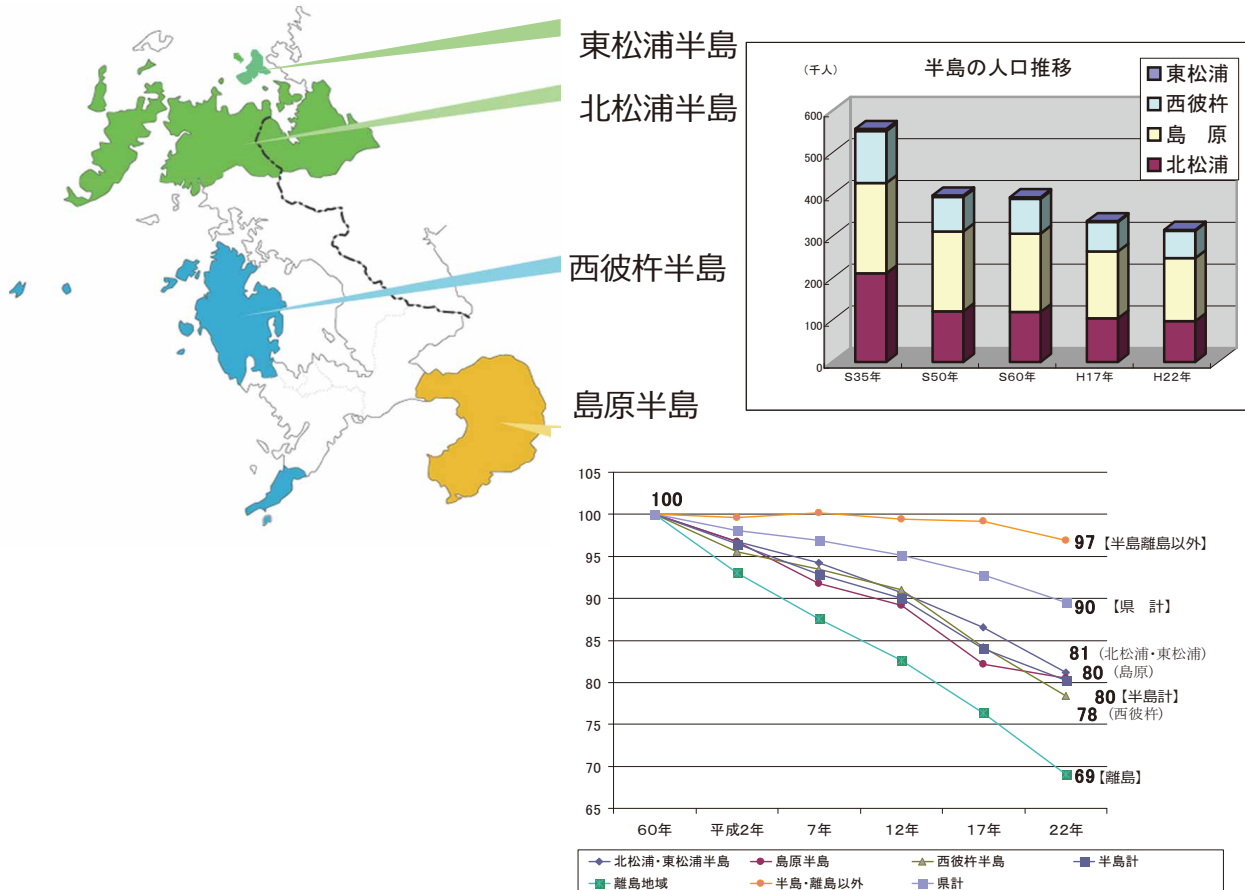 東松浦半島
北松浦半島
西彼杵半島
島原半島
半島の人口推移
（千人）
東松浦
西彼杵
島　原
北松浦
600
500
400
300
200
100
0
S35年 S50年 S60年 H17年 H22年
105
100
95
90
85
80
75
70
65
100
97【半島離島以外】
90【県　計】
81（北松浦・東松浦）
80（島原）
80【半島計】
78（西彼杵）
69【離島】
60年 平成2年 7年 12年 17年 22年
北松浦・東松浦半島 島原半島 西彼杵半島 半島計
離島地域 半島・離島以外 県計